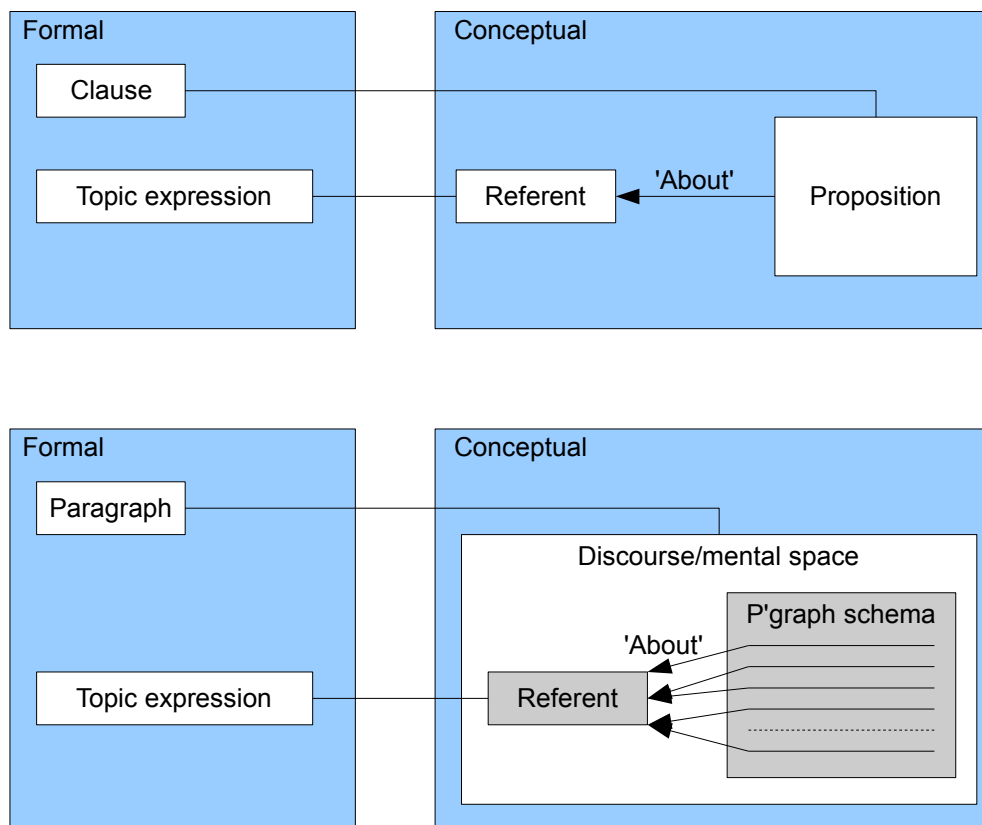 Formal
Conceptual
Clause
Topic expression
Referent
'About'
Proposition
Formal
Conceptual
Paragraph
Discourse/mental space
P'graph schema
'About'
Topic expression
Referent